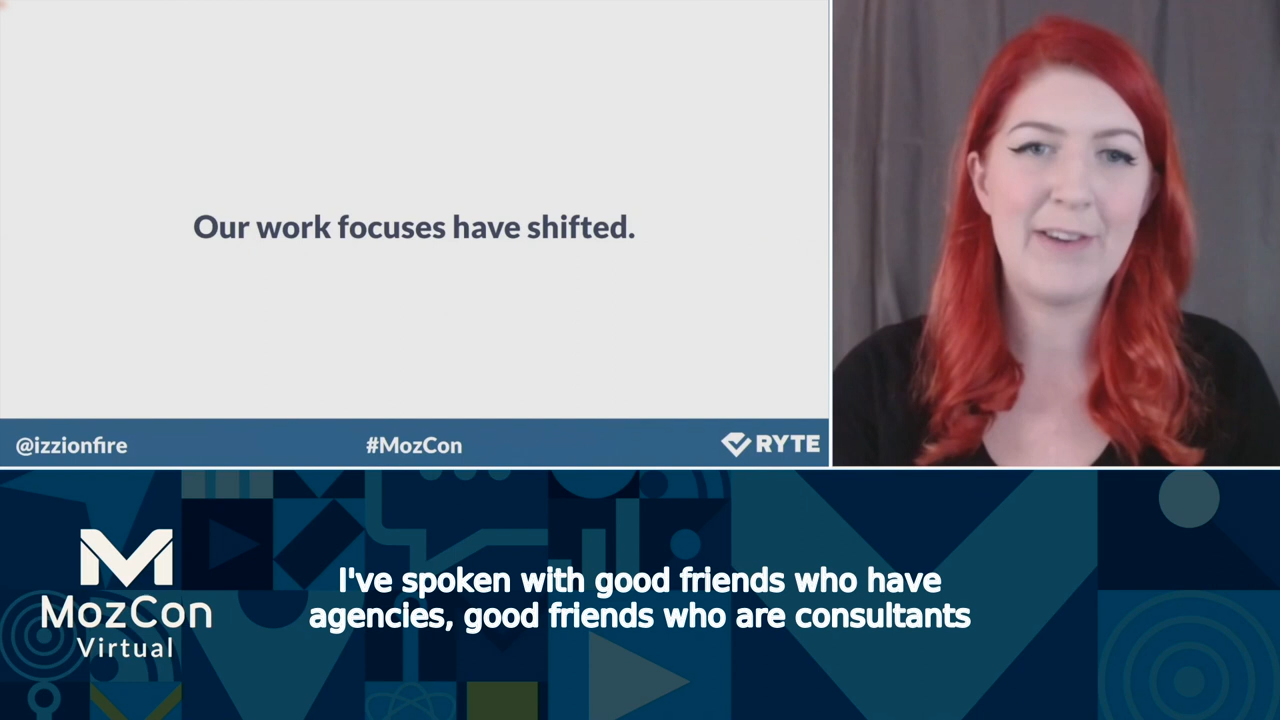 Our work focuses have shifted.
@izzionfire
#MozCon
RYTE
MozCon
Virtual
I've spoken with good friends who have
agencies, good friends who are consultants